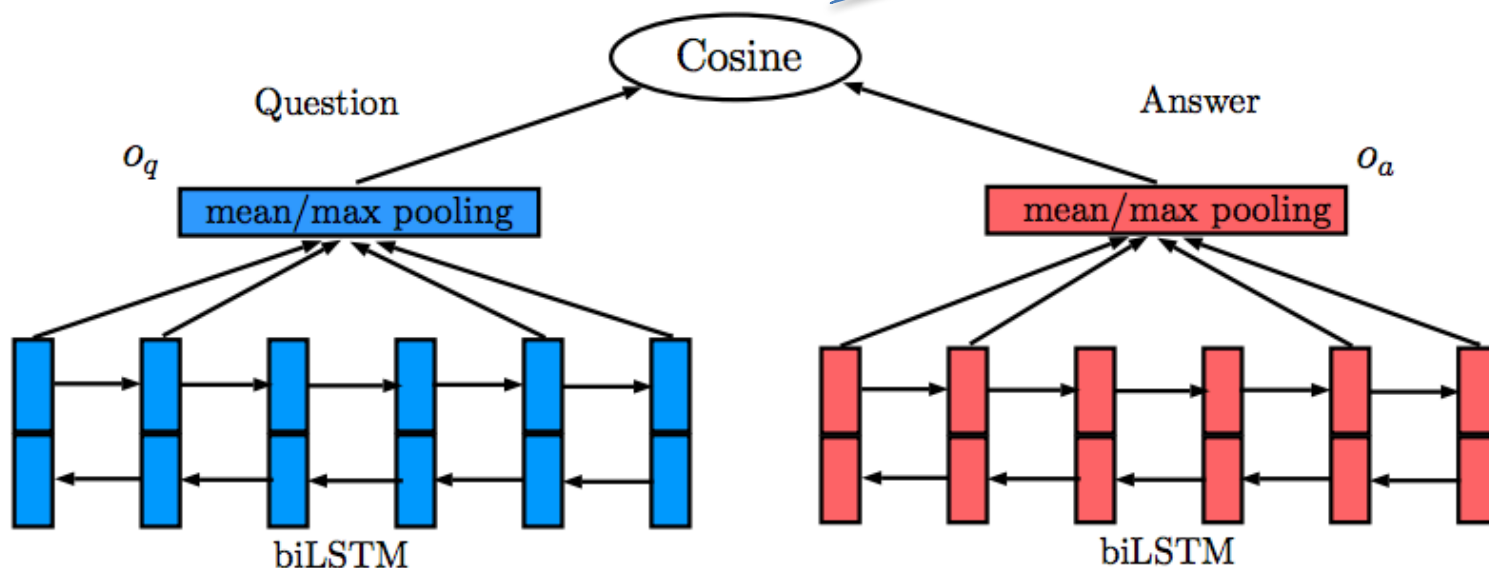 Cosine
Question
Answer
o_q
o_a
mean/max pooling
mean/max pooling
biLSTM
biLSTM